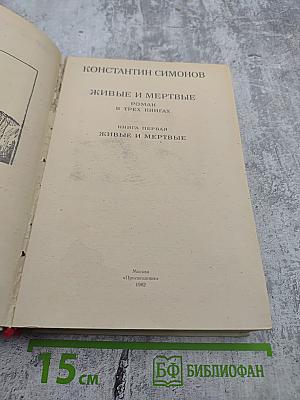 КОНСТАНТИН СИМОНОВ
ЖИВЫЕ И МЕРТВЫЕ
РОМАН
В ТРЕХ КНИГАХ
КНИГА ПЕРВАЯ
ЖИВЫЕ И МЕРТВЫЕ
Москва
«Просвещение»
1982
15 см
БФ БИБЛИОФАН